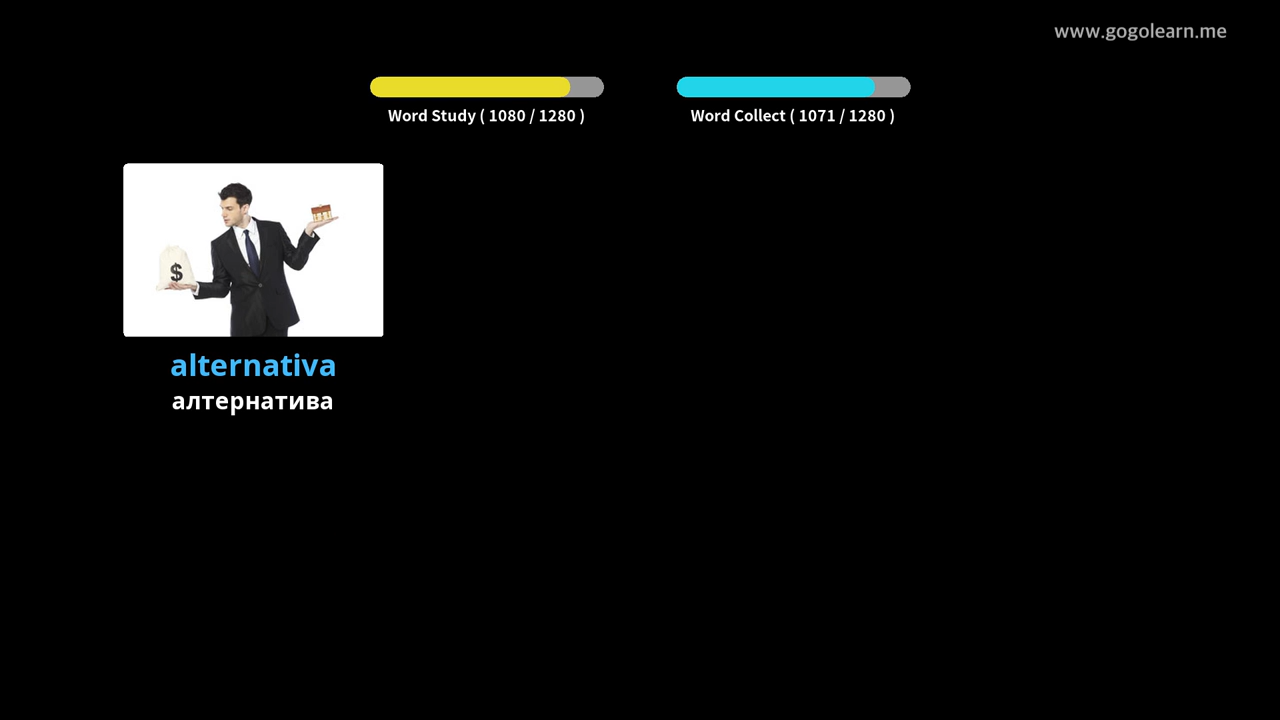 www.gogolearn.me
Word Study ( 1080 / 1280 )
Word Collect ( 1071 / 1280 )
$
alternativa
алтернатива